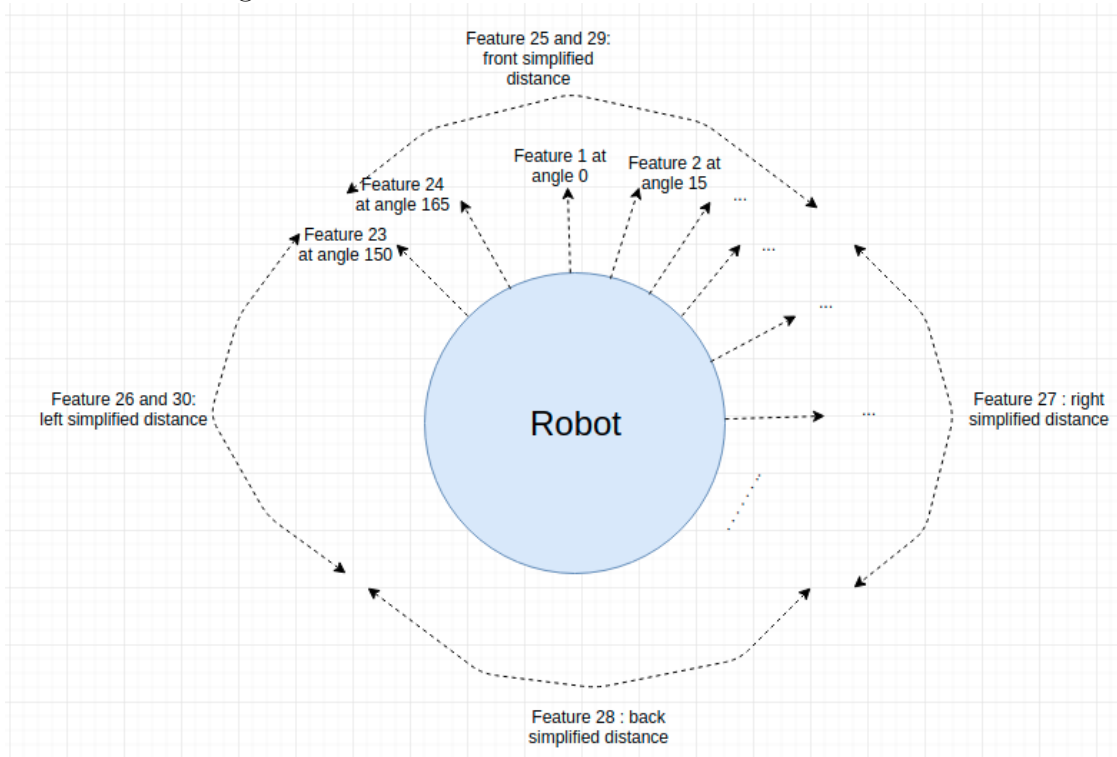 Feature 25 and 29:
front simplified
distance
Feature 1 at
angle 0
Feature 2 at
angle 15
Feature 24
at angle 165
...
Feature 23
at angle 150
...
...
Feature 26 and 30:
left simplified distance
Robot
...
Feature 27 : right
simplified distance
Feature 28 : back
simplified distance